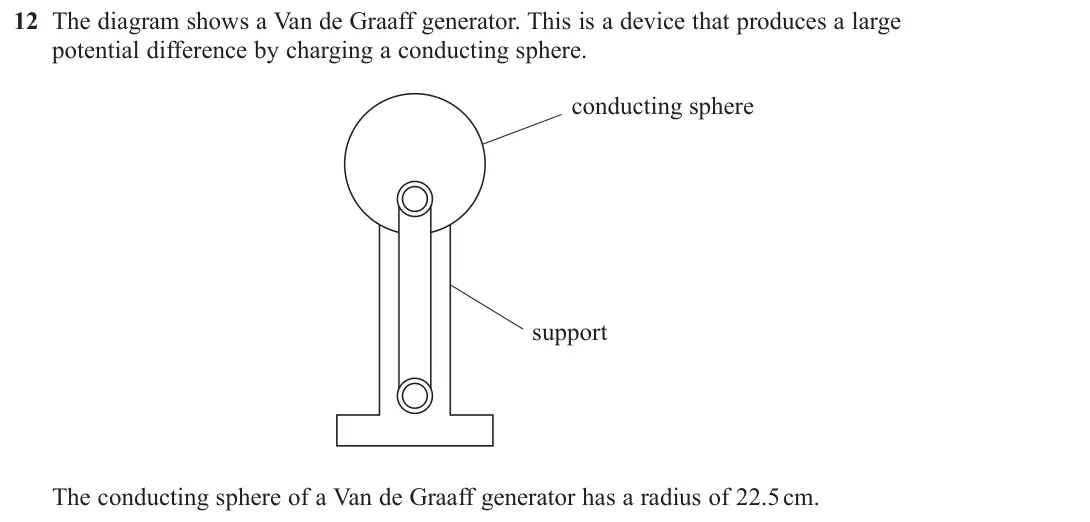 12 The diagram shows a Van de Graaff generator. This is a device that produces a large
potential difference by charging a conducting sphere.
conducting sphere
support
The conducting sphere of a Van de Graaff generator has a radius of 22.5 cm.